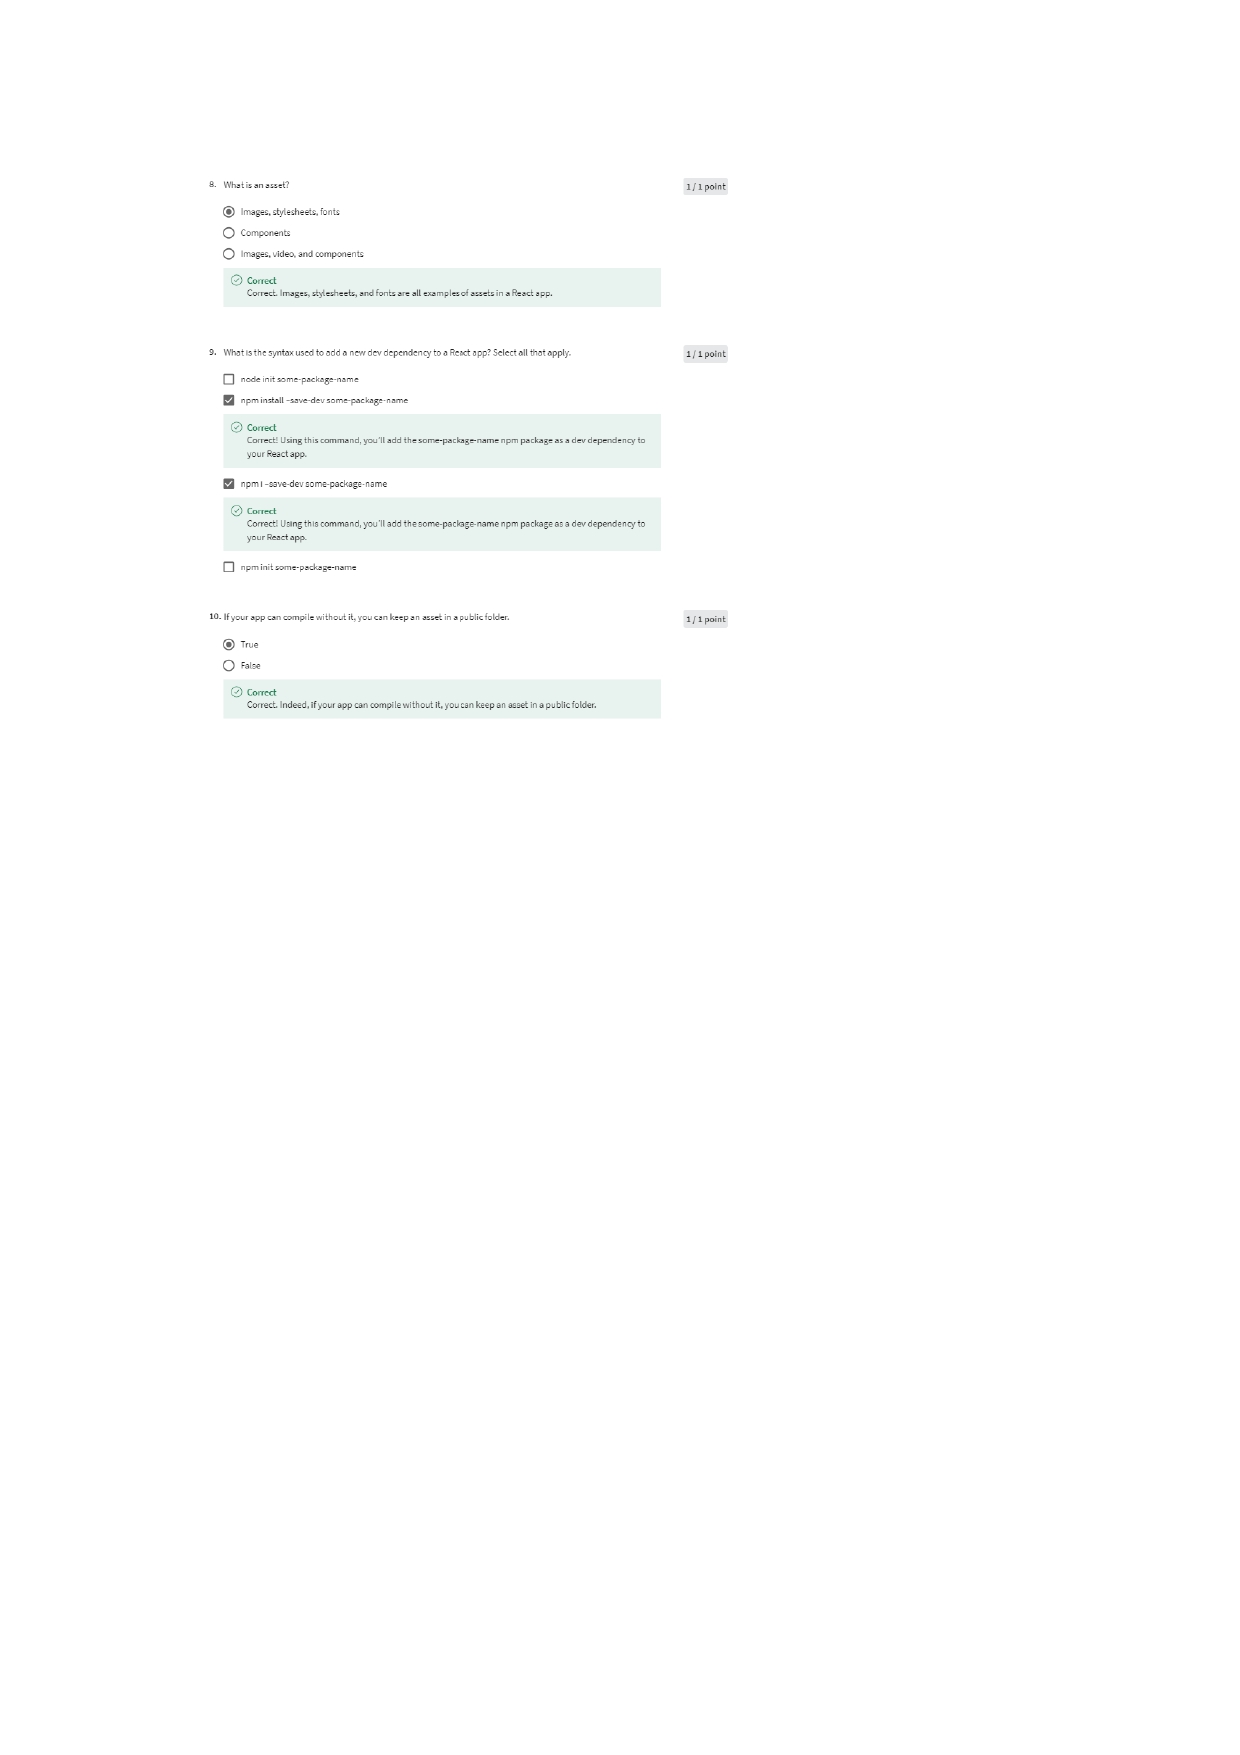 8. What is an asset?
1 / 1 point
Images, stylesheets, fonts
Components
Images, video, and components
Correct
Correct. Images, stylesheets, and fonts are all examples of assets in a React app.
9. What is the syntax used to add a new dev dependency to a React app? Select all that apply.
1 / 1 point
node init some-package-name
npm install –save-dev some-package-name
Correct
Correct! Using this command, you'll add the some-package-name npm package as a dev dependency to
your React app.
npm i –save-dev some-package-name
Correct
Correct! Using this command, you'll add the some-package-name npm package as a dev dependency to
your React app.
npm init some-package-name
10. If your app can compile without it, you can keep an asset in a public folder.
1 / 1 point
True
False
Correct
Correct. Indeed, if your app can compile without it, you can keep an asset in a public folder.